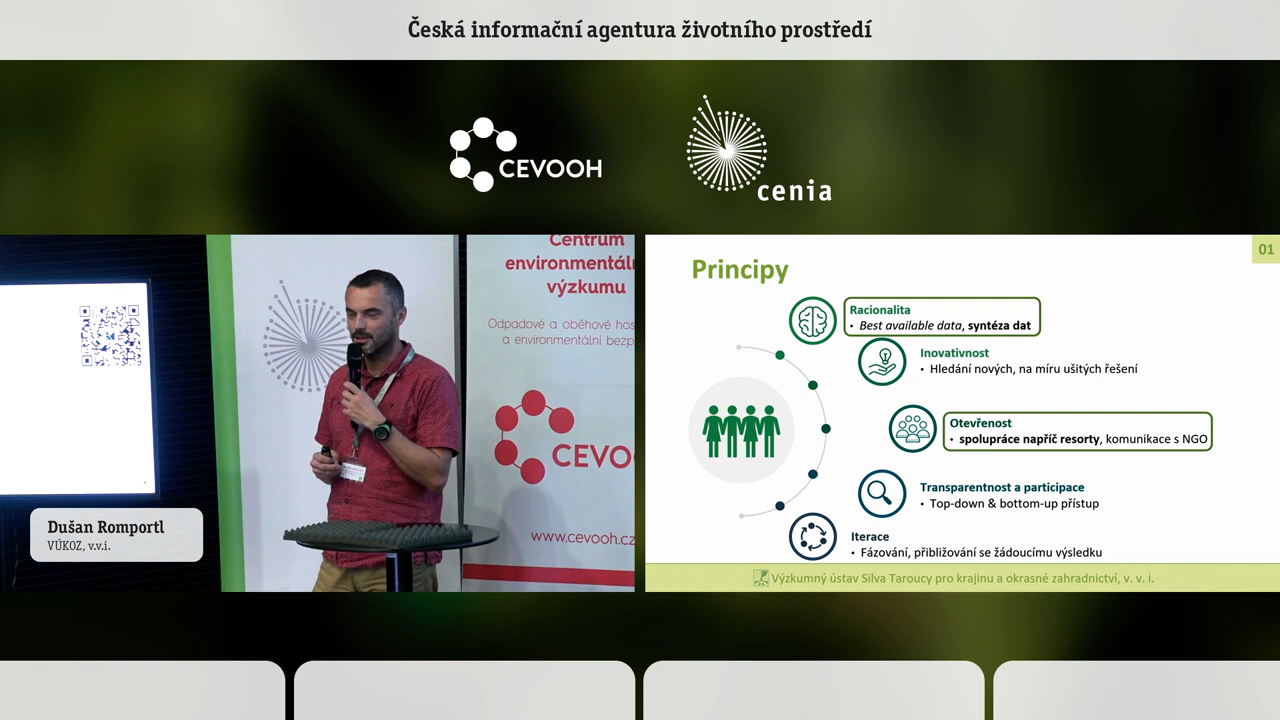 Česká informační agentura životního prostředí
CEVOOH
cenia
Centrum
environmentáln
výzkumu
Odpadové a oběhové hos
a environmentální bezp
CEVO
www.cevooh.cz
Dušan Romportl
VÚKOZ, v.v.i.
01
Principy
Racionalita
• Best available data, syntéza dat
Inovativnost
• Hledání nových, na míru ušitých řešení
Otevřenost
• spolupráce napříč resorty, komunikace s NGO
Transparentnost a participace
• Top-down & bottom-up přístup
Iterace
• Fázování, přibližování se žádoucímu výsledku
Výzkumný ústav Silva Taroucy pro krajinu a okrasné zahradnictví, v. v. i.